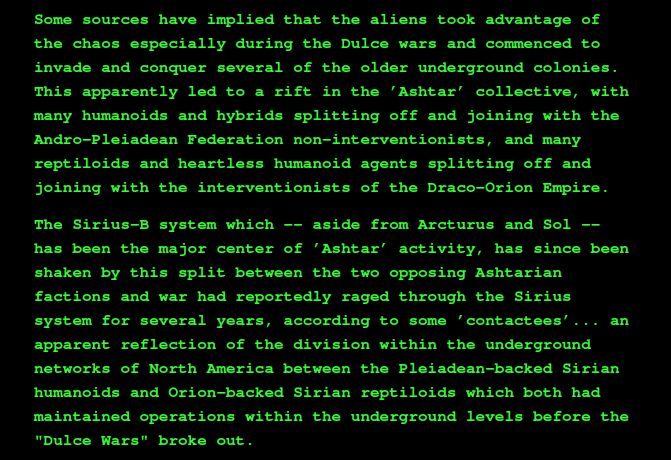 Some sources have implied that the aliens took advantage of
the chaos especially during the Dulce wars and commenced to
invade and conquer several of the older underground colonies.
This apparently led to a rift in the ’Ashtar’ collective, with
many humanoids and hybrids splitting off and joining with the
Andro-Pleiadean Federation non-interventionists, and many
reptiloids and heartless humanoid agents splitting off and
joining with the interventionists of the Draco-Orion Empire.
The Sirius-B system which -- aside from Arcturus and Sol --
has been the major center of ’Ashtar’ activity, has since been
shaken by this split between the two opposing Ashtarian
factions and war had reportedly raged through the Sirius
system for several years, according to some ’contactees’... an
apparent reflection of the division within the underground
networks of North America between the Pleiadean-backed Sirian
humanoids and Orion-backed Sirian reptiloids which both had
maintained operations within the underground levels before the
"Dulce Wars" broke out.